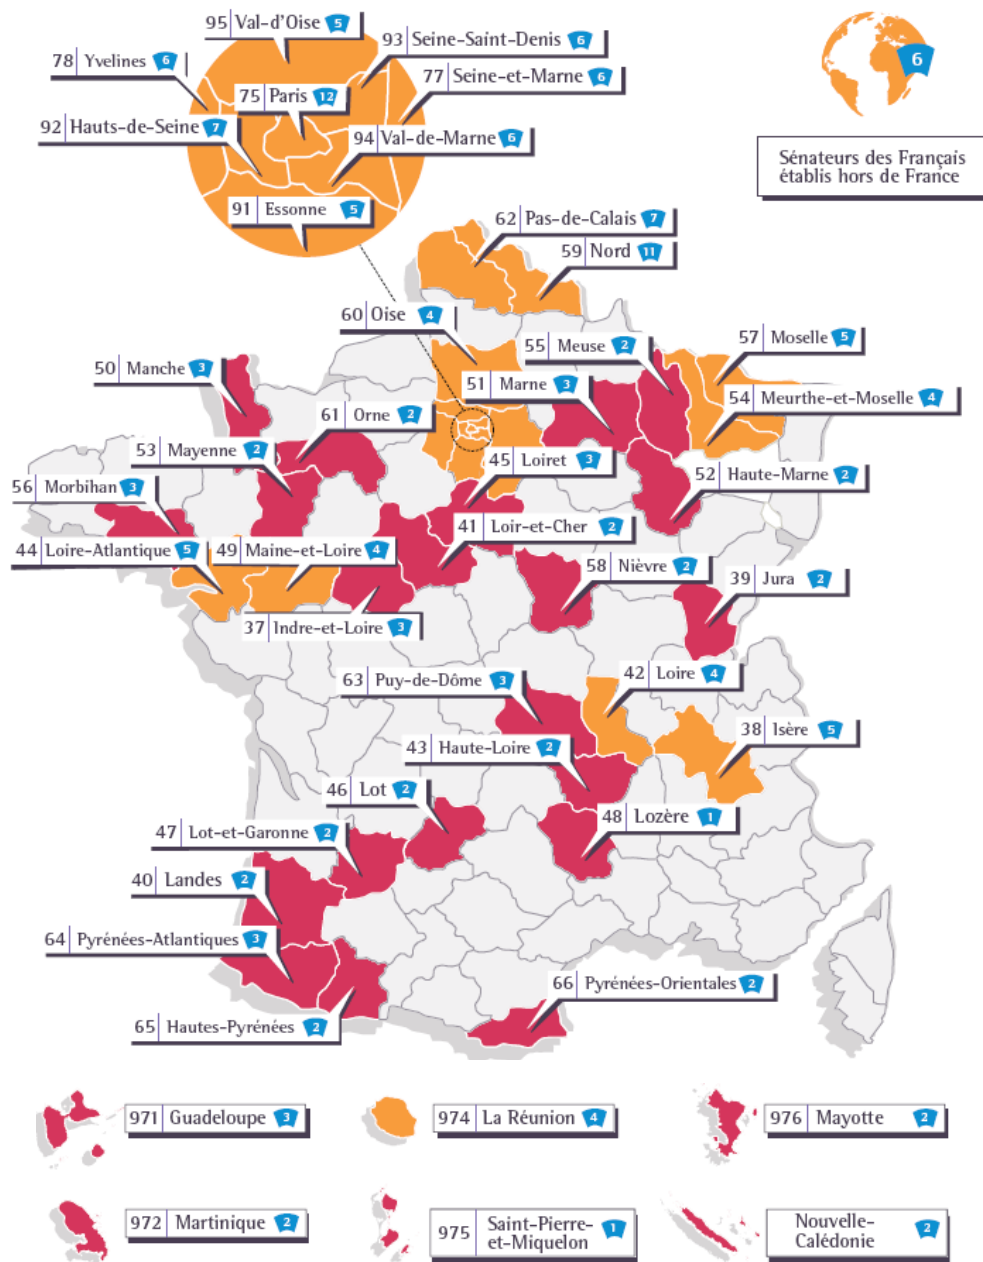 95 Val-d'Oise 5
93 Seine-Saint-Denis 6
78 Yvelines 6
77 Seine-et-Marne 6
75 Paris 12
92 Hauts-de-Seine 7
94 Val-de-Marne 6
91 Essonne 5
6
Sénateurs des Français
établis hors de France
62 Pas-de-Calais 7
59 Nord 11
60 Oise 4
57 Moselle 5
55 Meuse 2
50 Manche 3
51 Marne 3
54 Meurthe-et-Moselle 4
61 Orne 2
53 Mayenne 2
45 Loiret 3
52 Haute-Marne 2
56 Morbihan 3
41 Loir-et-Cher 2
44 Loire-Atlantique 5
49 Maine-et-Loire 4
58 Nièvre 2
39 Jura 2
37 Indre-et-Loire 3
63 Puy-de-Dôme 3
42 Loire 4
38 Isère 5
43 Haute-Loire 2
46 Lot 2
48 Lozère 1
47 Lot-et-Garonne 2
40 Landes 2
64 Pyrénées-Atlantiques 3
66 Pyrénées-Orientales 2
65 Hautes-Pyrénées 2
971 Guadeloupe 3
974 La Réunion 4
976 Mayotte 2
972 Martinique 2
975 Saint-Pierre-
et-Miquelon 1
Nouvelle-
Calédonie 2